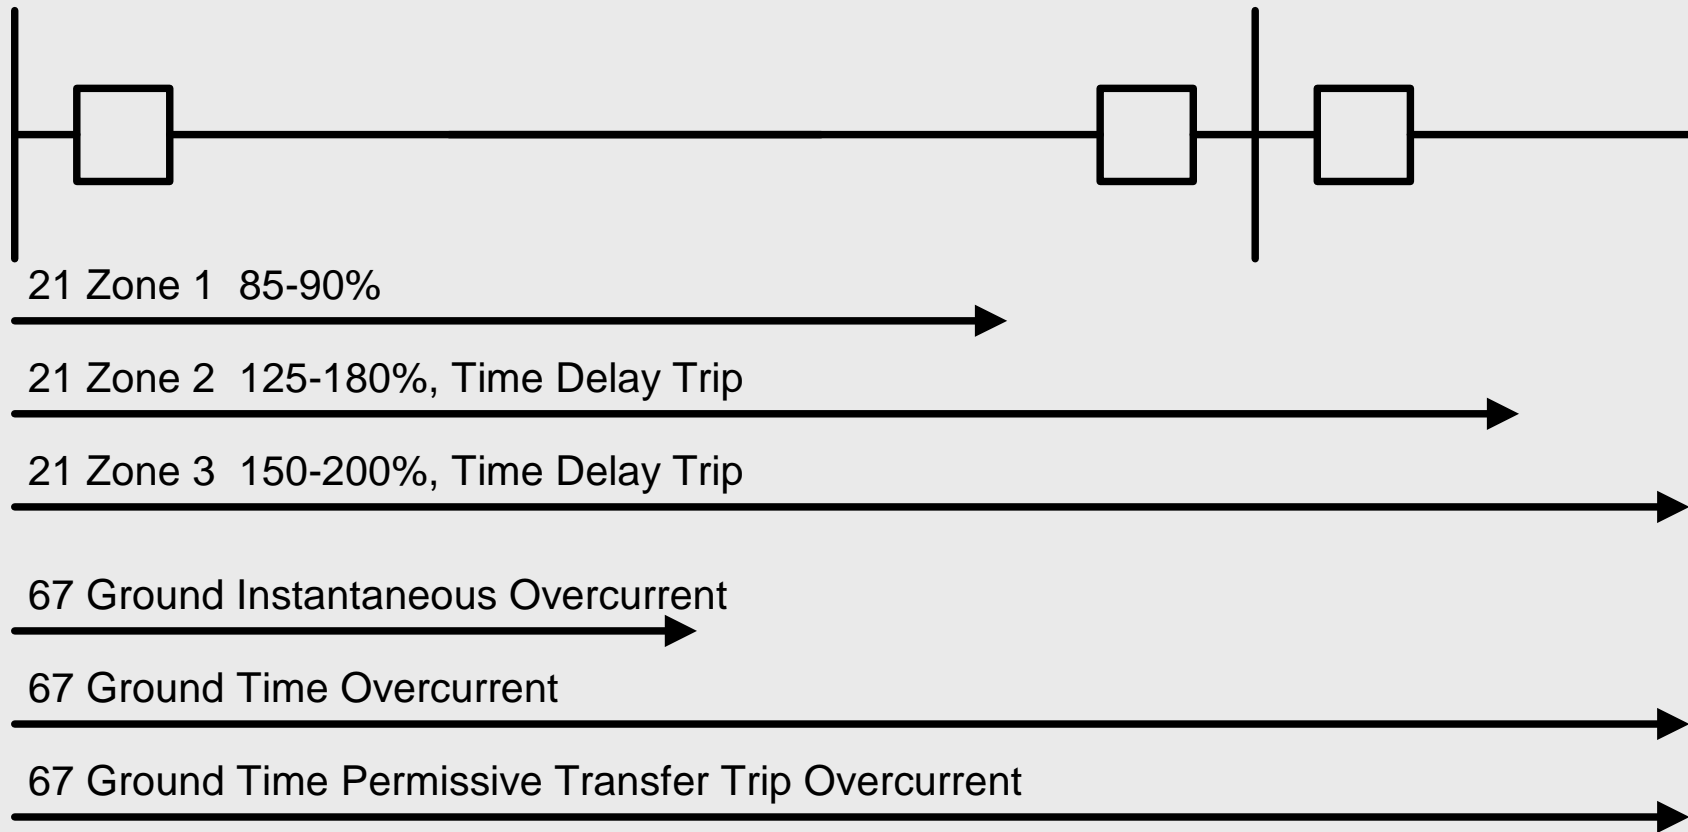 21 Zone 1  85-90%
21 Zone 2  125-180%, Time Delay Trip
21 Zone 3  150-200%, Time Delay Trip
67 Ground Instantaneous Overcurrent
67 Ground Time Overcurrent
67 Ground Time Permissive Transfer Trip Overcurrent